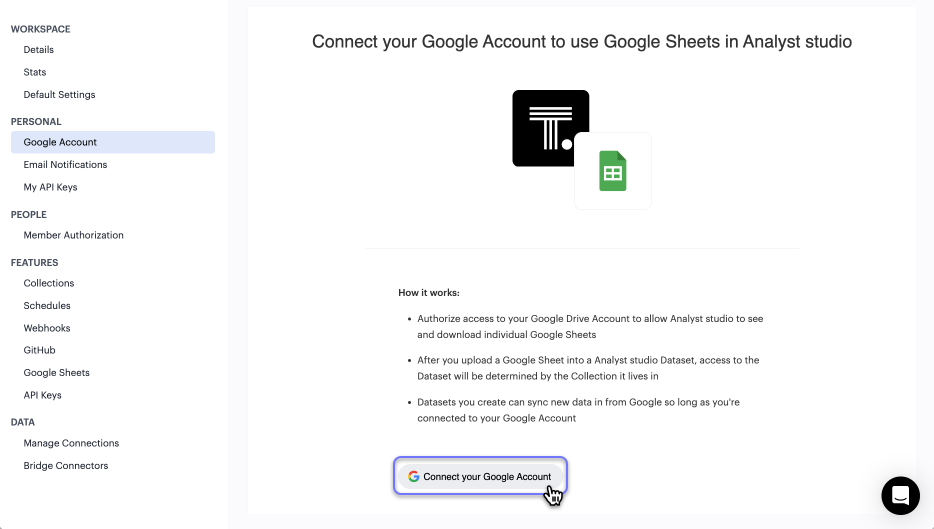 WORKSPACE
Details
Stats
Default Settings
PERSONAL
Google Account
Email Notifications
My API Keys
PEOPLE
Member Authorization
FEATURES
Collections
Schedules
Webhooks
GitHub
Google Sheets
API Keys
DATA
Manage Connections
Bridge Connectors
Connect your Google Account to use Google Sheets in Analyst studio
T.
How it works:
• Authorize access to your Google Drive Account to allow Analyst studio to see
and download individual Google Sheets
• After you upload a Google Sheet into a Analyst studio Dataset, access to the
Dataset will be determined by the Collection it lives in
• Datasets you create can sync new data in from Google so long as you're
connected to your Google Account
G Connect your Google Account